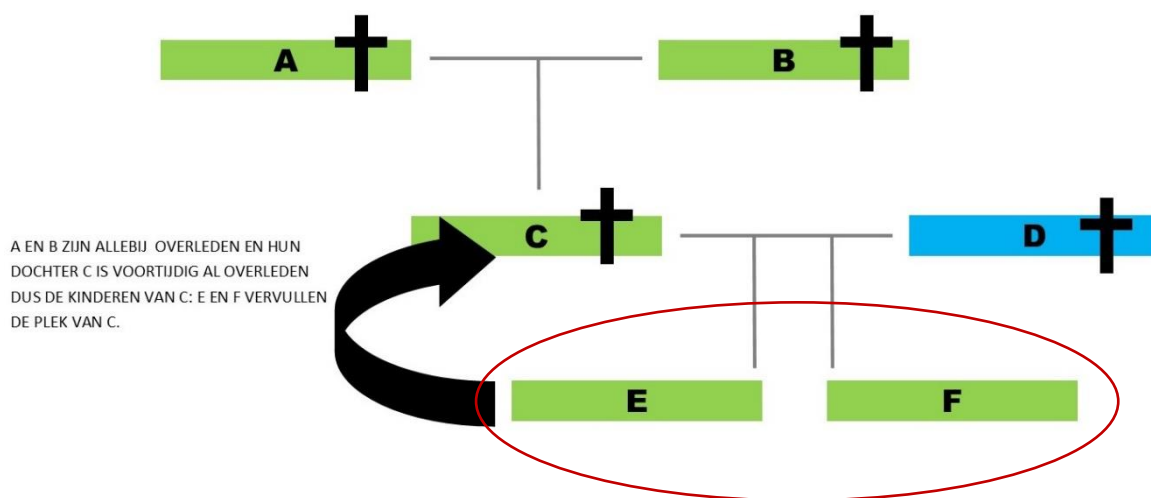 A
B
C
D
A EN B ZIJN ALLEBIJ OVERLEDEN EN HUN
DOCHTER C IS VOORTIJDIG AL OVERLEDEN
DUS DE KINDEREN VAN C: E EN F VERVULLEN
DE PLEK VAN C.
E
F